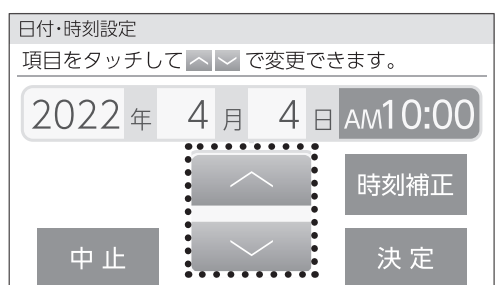 日付・時刻設定
項目をタッチして で変更できます。
2022 年 4 月 4 日 AM10:00
時刻補正
中 止
決 定